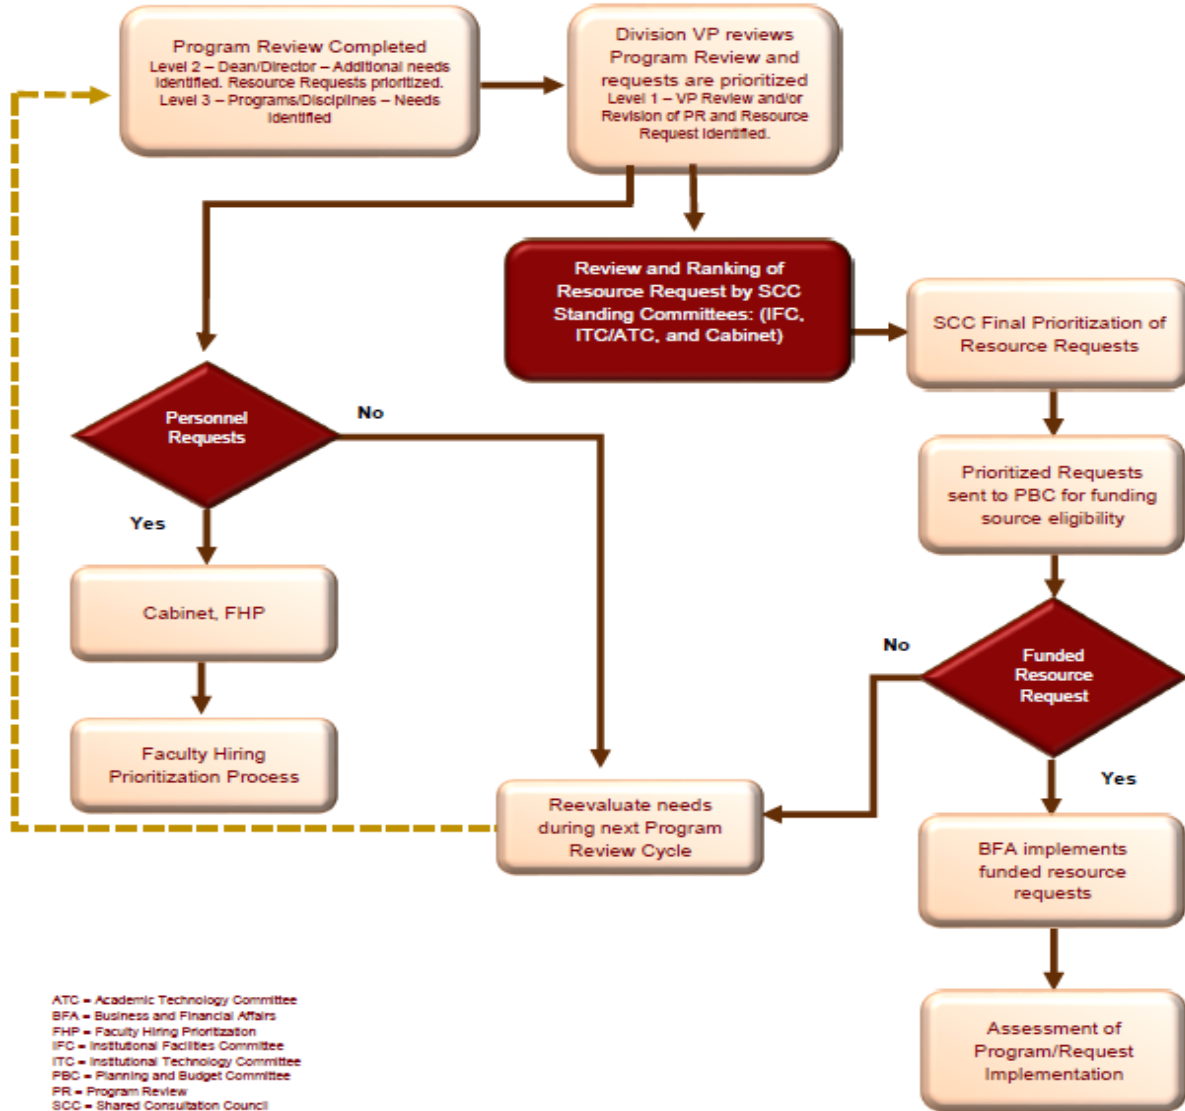 Program Review Completed
Level 2 – Dean/Director – Additional needs
identified. Resource Requests prioritized.
Level 3 – Programs/Disciplines – Needs
Identified
Division VP reviews
Program Review and
requests are prioritized
Level 1 – VP Review and/or
Revision of PR and Resource
Request Identified.
Review and Ranking of
Resource Request by SCC
Standing Committees: (IFC,
ITC/ATC, and Cabinet)
SCC Final Prioritization of
Resource Requests
Personnel
Requests
No
Yes
Prioritized Requests
sent to PBC for funding
source eligibility
Cabinet, FHP
Faculty Hiring
Prioritization Process
No
Funded
Resource
Request
Yes
Reevaluate needs
during next Program
Review Cycle
BFA implements
funded resource
requests
Assessment of
Program/Request
Implementation
ATC = Academic Technology Committee
BFA = Business and Financial Affairs
FHP = Faculty Hiring Prioritization
IFC = Institutional Facilities Committee
ITC = Institutional Technology Committee
PBC = Planning and Budget Committee
PR = Program Review
SCC = Shared Consultation Council